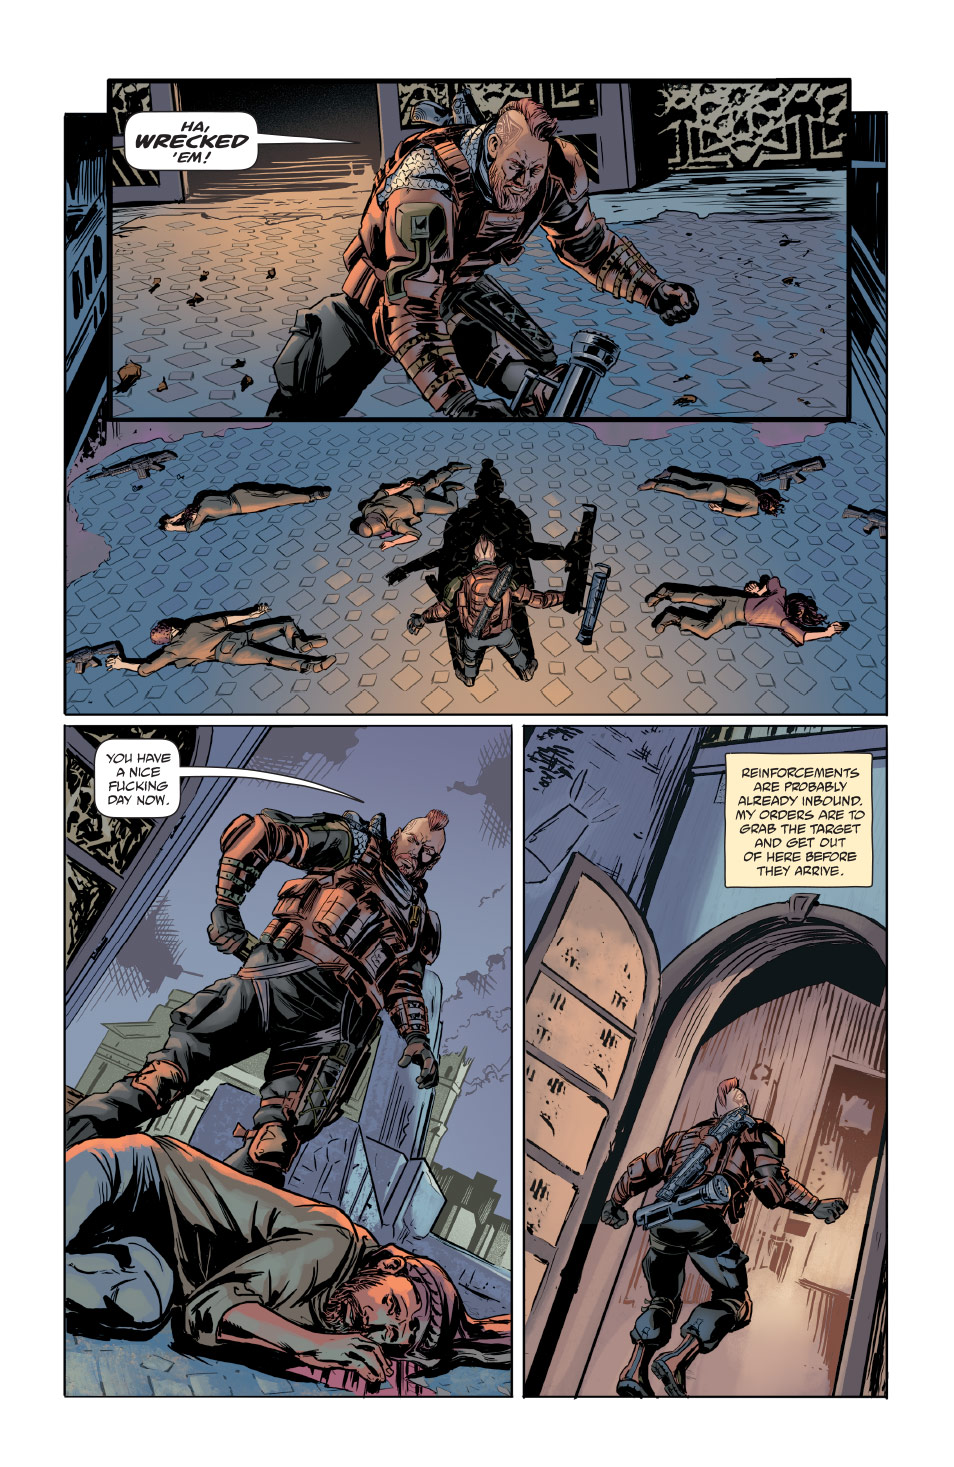 HA,
WRECKED
'EM!
YOU HAVE
A NICE
FUCKING
DAY NOW.
REINFORCEMENTS
ARE PROBABLY
ALREADY INBOUND.
MY ORDERS ARE TO
GRAB THE TARGET
AND GET OUT
OF HERE BEFORE
THEY ARRIVE.